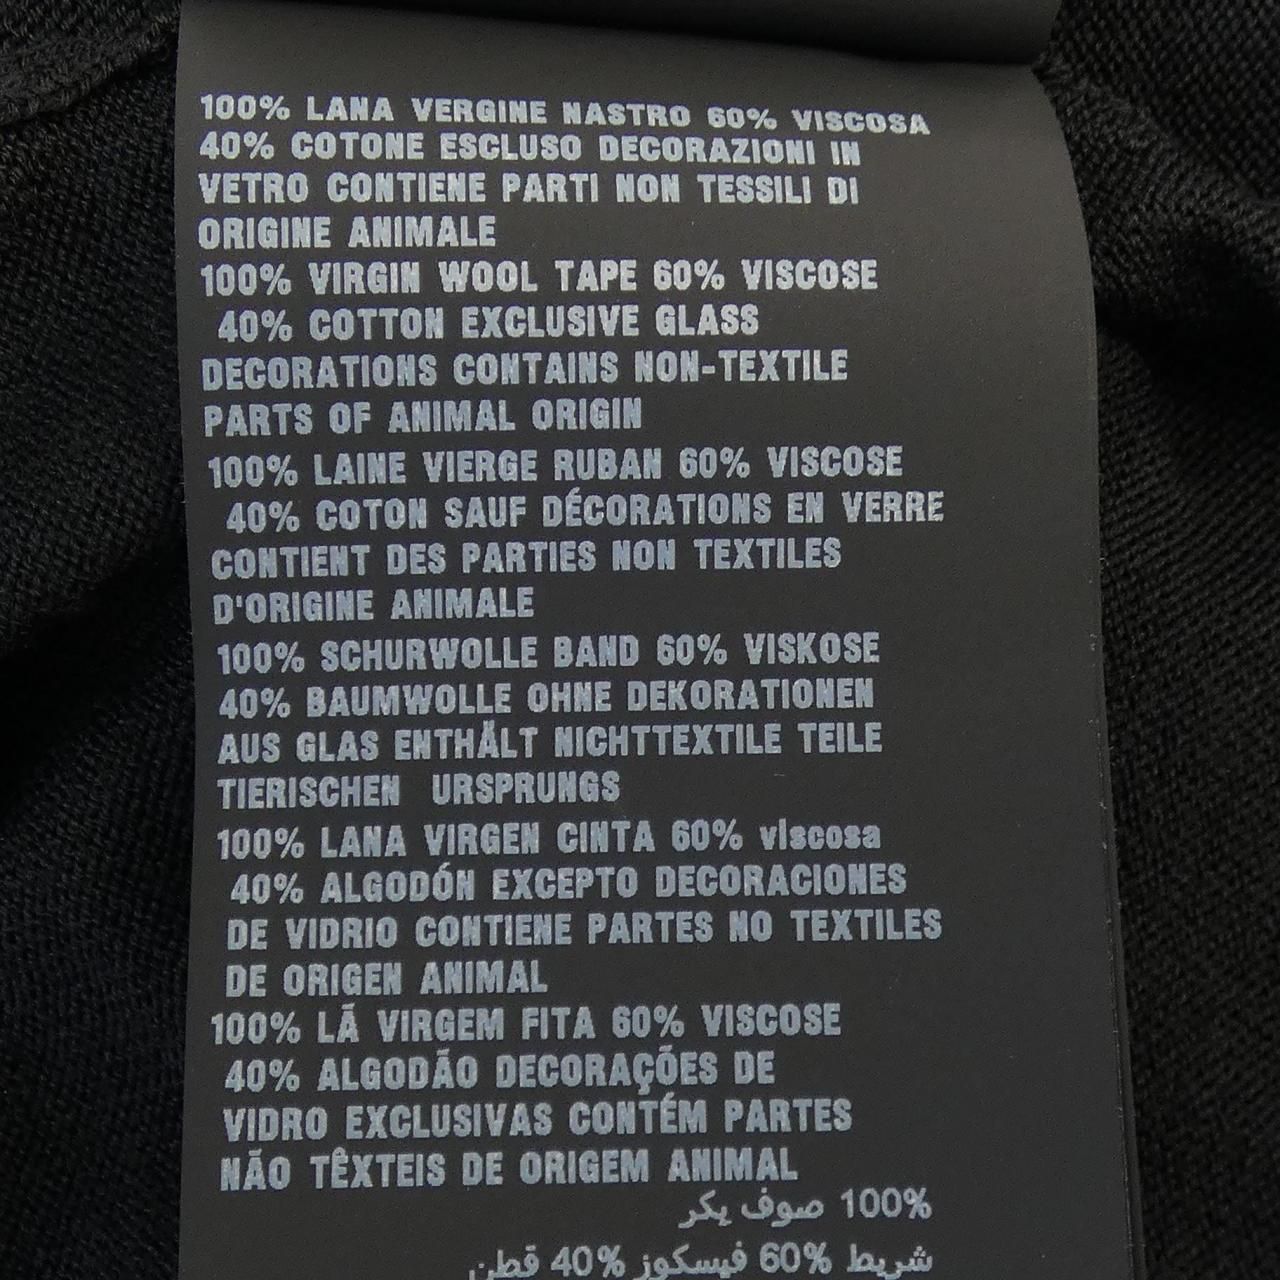 100% LANA VERGINE NASTRO 60% VISCOSA
40% COTONE ESCLUSO DECORAZIONI IN
VETRO CONTIENE PARTI NON TESSILI DI
ORIGINE ANIMALE
100% VIRGIN WOOL TAPE 60% VISCOSE
40% COTTON EXCLUSIVE GLASS
DECORATIONS CONTAINS NON-TEXTILE
PARTS OF ANIMAL ORIGIN
100% LAINE VIERGE RUBAN 60% VISCOSE
40% COTON SAUF DÉCORATIONS EN VERRE
CONTIENT DES PARTIES NON TEXTILES
D'ORIGINE ANIMALE
100% SCHURWOLLE BAND 60% VISKOSE
40% BAUMWOLLE OHNE DEKORATIONEN
AUS GLAS ENTHÄLT NICHTTEXTILE TEILE
TIERISCHEN URSPRUNGS
100% LANA VIRGEN CINTA 60% viscosa
40% ALGODÓN EXCEPTO DECORACIONES
DE VIDRIO CONTIENE PARTES NO TEXTILES
DE ORIGEN ANIMAL
100% LÃ VIRGEM FITA 60% VISCOSE
40% ALGODÃO DECORAÇÕES DE
VIDRO EXCLUSIVAS CONTÉM PARTES
NÃO TÊXTEIS DE ORIGEM ANIMAL
100% صوف بكر
شريط 60% فيسكوز 40% قطن